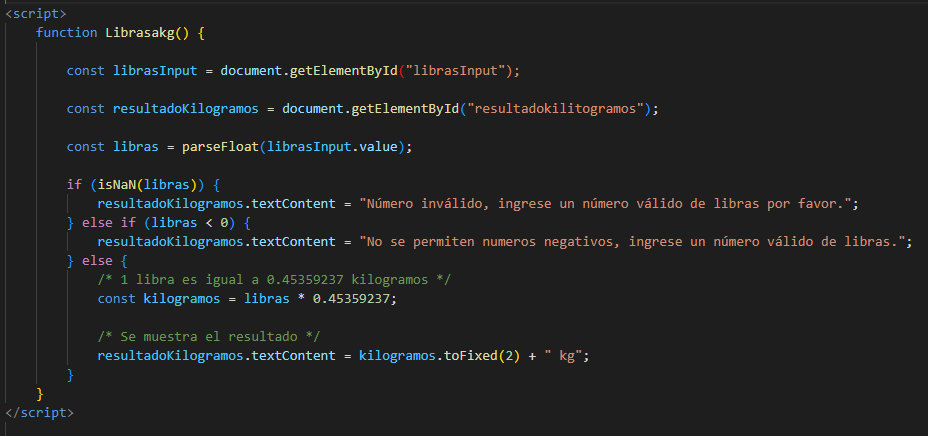 <script>
function Librasakg() {
const librasInput = document.getElementById("librasInput");
const resultadoKilogramos = document.getElementById("resultadokilitogramos");
const libras = parseFloat(librasInput.value);
if (isNaN(libras)) {
resultadoKilogramos.textContent = "Número inválido, ingrese un número válido de libras por favor.";
} else if (libras < 0) {
resultadoKilogramos.textContent = "No se permiten numeros negativos, ingrese un número válido de libras.";
} else {
/* 1 libra es igual a 0.45359237 kilogramos */
const kilogramos = libras * 0.45359237;
/* Se muestra el resultado */
resultadoKilogramos.textContent = kilogramos.toFixed(2) + " kg";
}
}
</script>